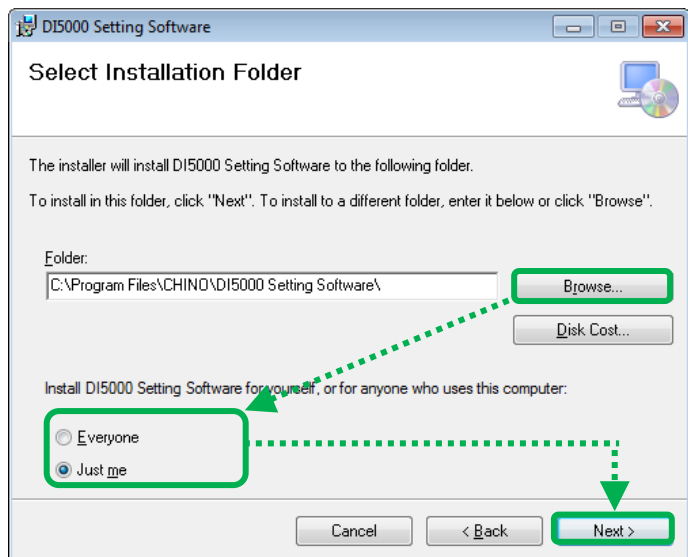 DI5000 Setting Software
Select Installation Folder
The installer will install DI5000 Setting Software to the following folder.
To install in this folder, click "Next". To install to a different folder, enter it below or click "Browse".
Folder:
C:\Program Files\CHINO\DI5000 Setting Software\
Browse...
Disk Cost...
Install DI5000 Setting Software for yourself, or for anyone who uses this computer:
Everyone
Just me
Cancel
< Back
Next >